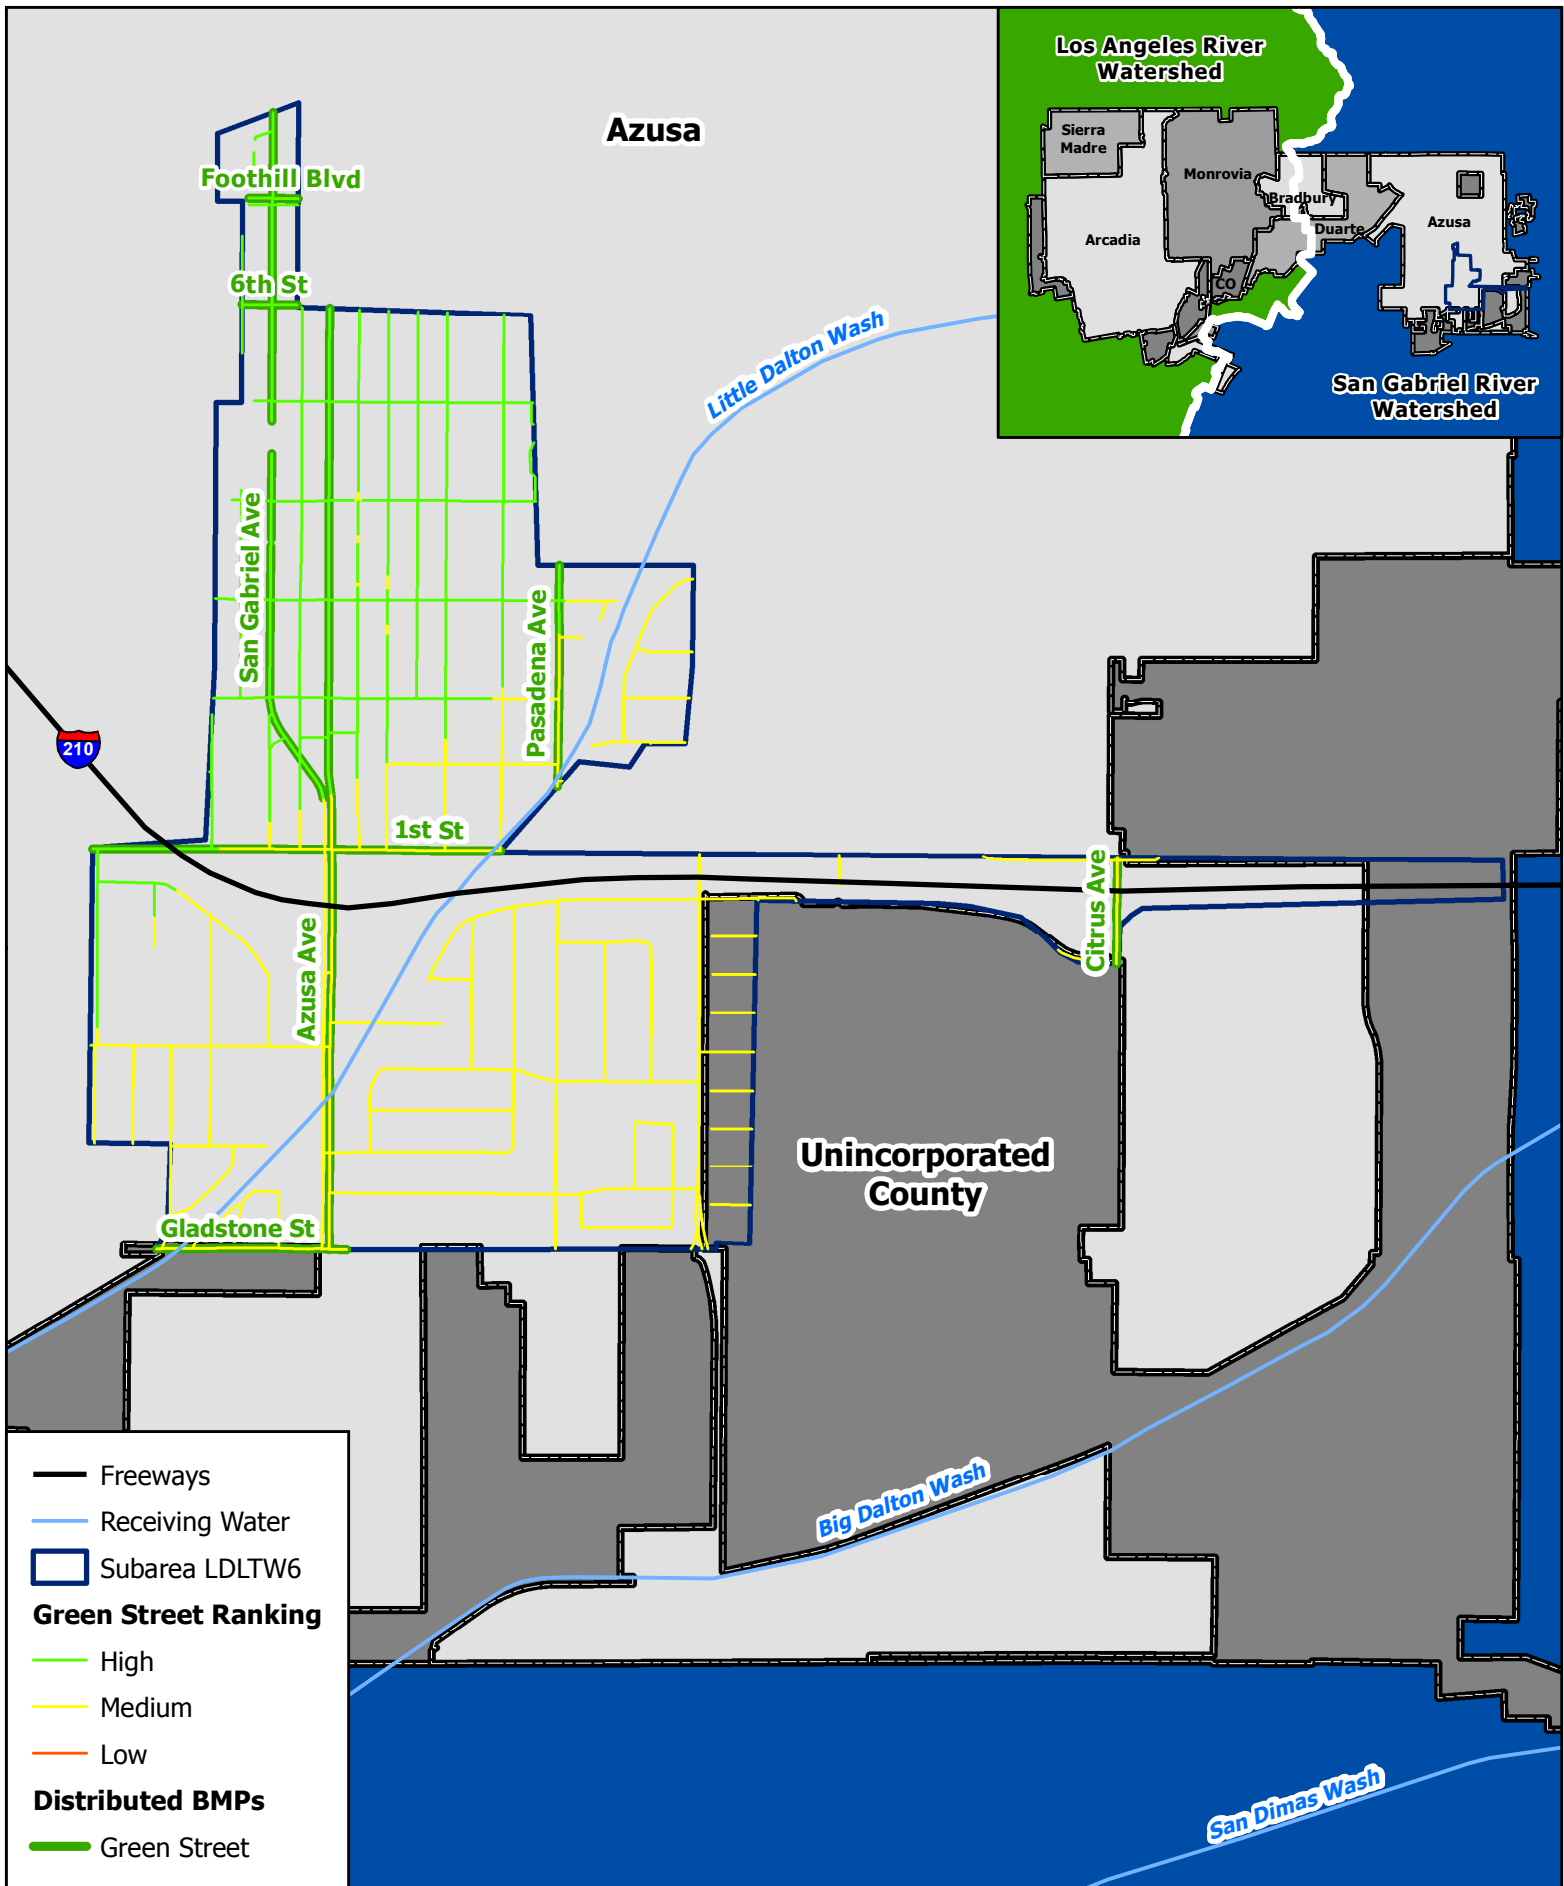 Azusa
Los Angeles River
Watershed
Sierra
Madre
Monrovia
Bradbury
Duarte
Azusa
Arcadia
CO
San Gabriel River
Watershed
Foothill Blvd
6th St
Little Dalton Wash
San Gabriel Ave
Pasadena Ave
210
1st St
Azusa Ave
Citrus Ave
Unincorporated
County
Gladstone St
Big Dalton Wash
San Dimas Wash
Freeways
Receiving Water
Subarea LDLTW6
Green Street Ranking
High
Medium
Low
Distributed BMPs
Green Street